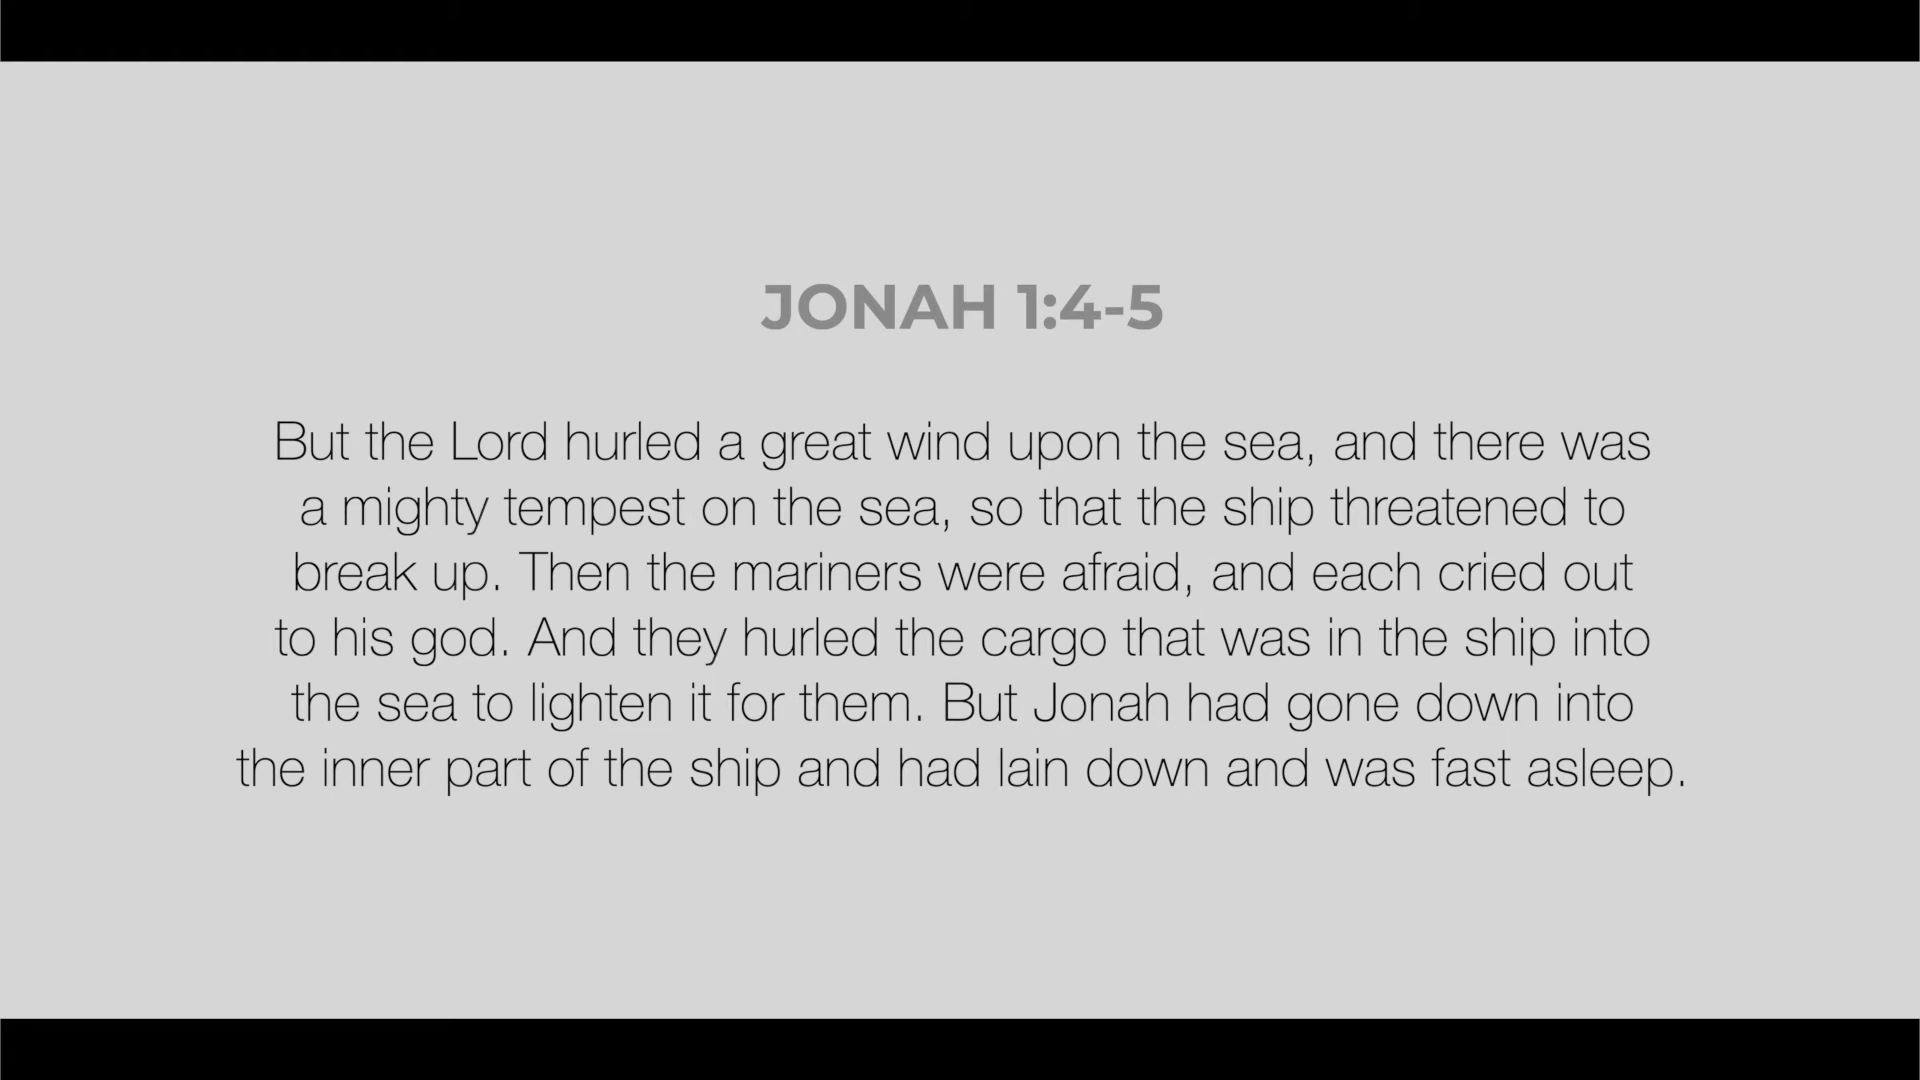 JONAH 1:4-5
But the Lord hurled a great wind upon the sea, and there was
a mighty tempest on the sea, so that the ship threatened to
break up. Then the mariners were afraid, and each cried out
to his god. And they hurled the cargo that was in the ship into
the sea to lighten it for them. But Jonah had gone down into
the inner part of the ship and had lain down and was fast asleep.